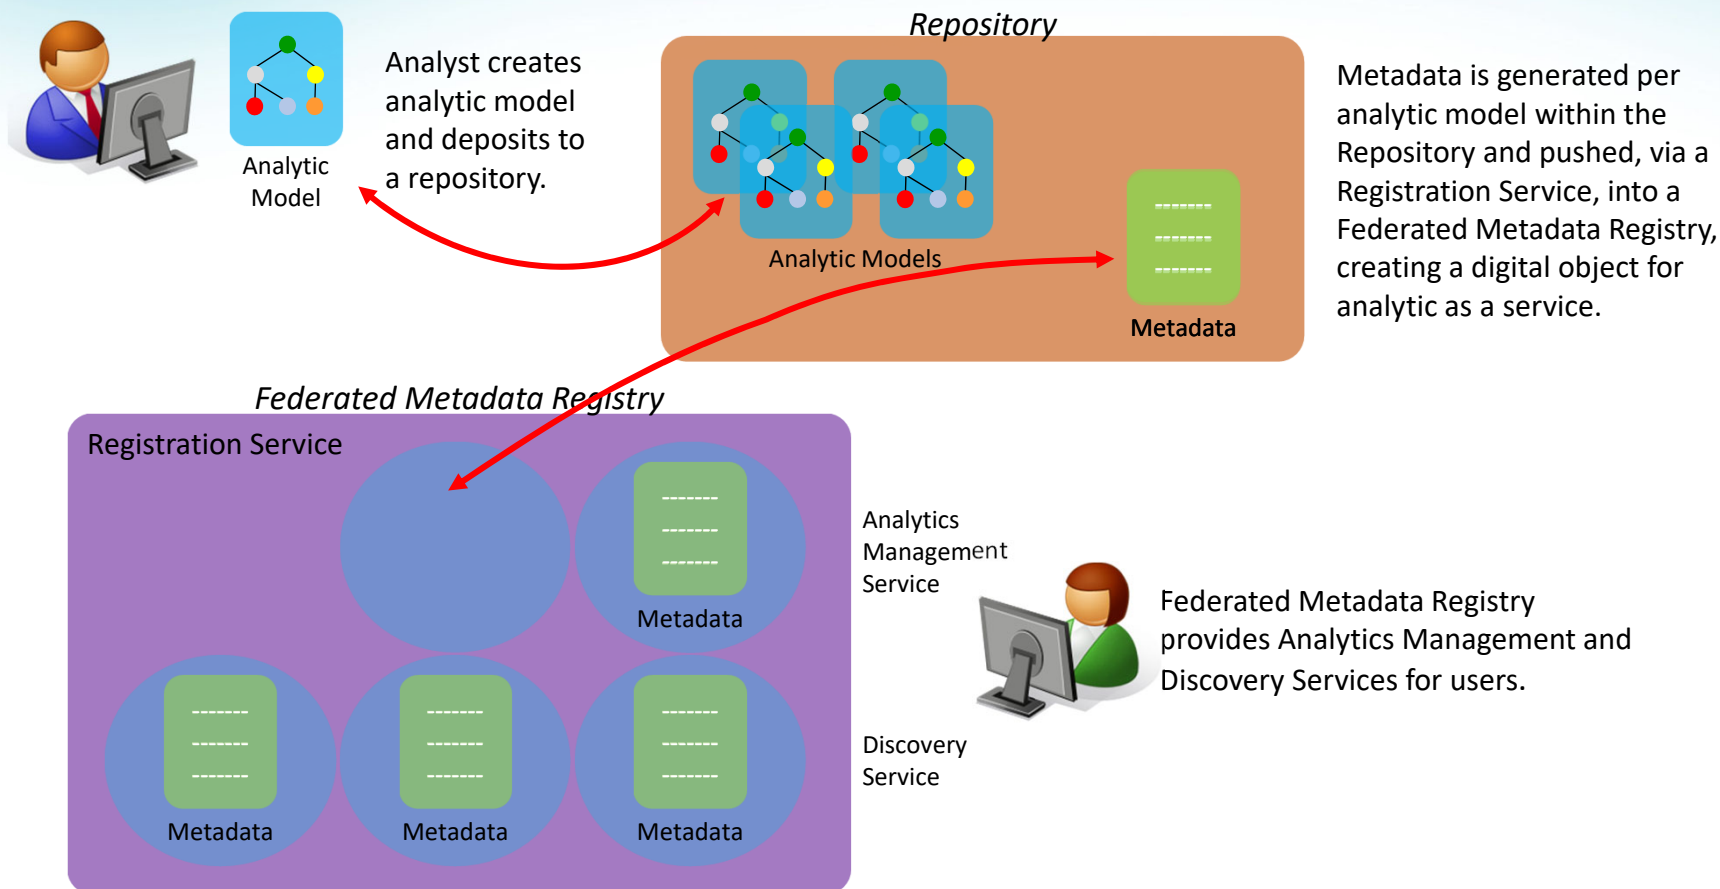 Repository
Analyst creates
analytic model
and deposits to
a repository.
Analytic
Model
Analytic Models
-------
-------
-------
Metadata
Metadada is generated per
analytic model within the
Repository and pushed, via a
Registration Service, into a
Federated Metadata Registry,
creating a digital object for
analytic as a service.
Federated Metadata Registry
Registration Service
-------
-------
-------
Metadata
Analytics
Management
Service
Federated Metadata Registry
provides Analytics Management and
Discovery Services for users.
-------
-------
-------
Metadata
-------
-------
-------
Metadata
-------
-------
-------
Metadata
Discovery
Service